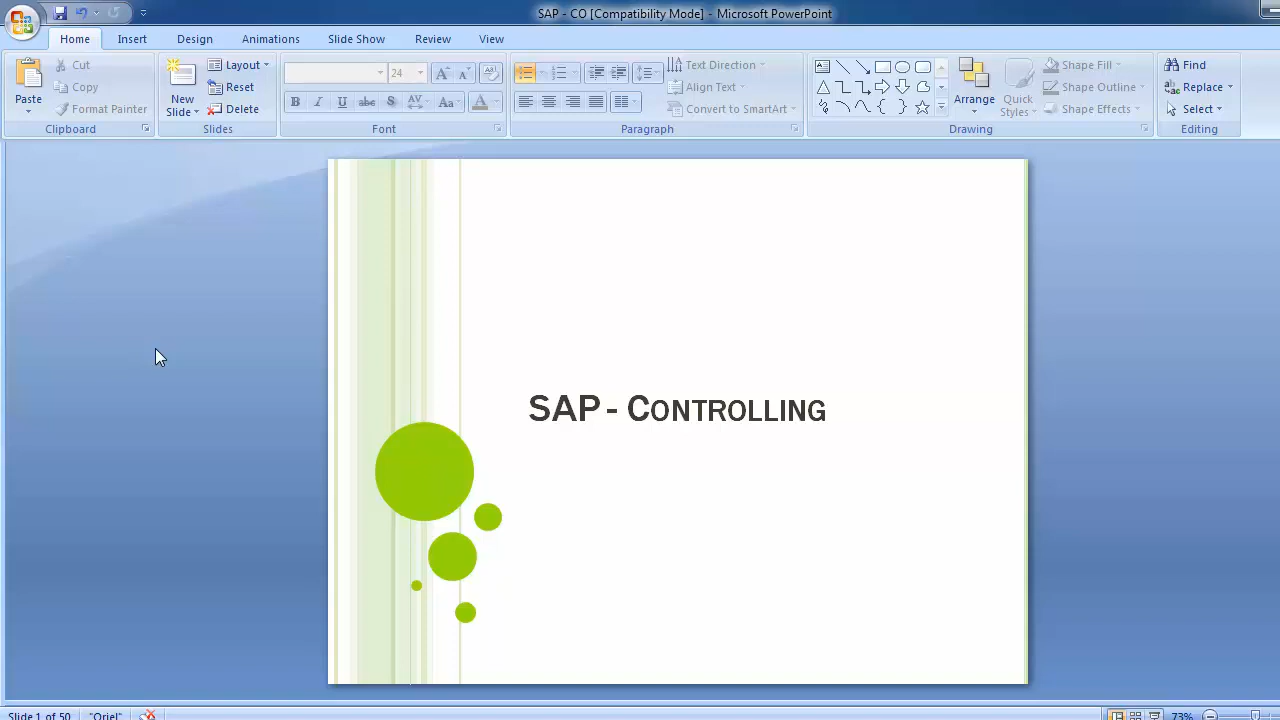 SAP - CO [Compatibility Mode] - Microsoft PowerPoint
Home Insert Design Animations Slide Show Review View
Paste
Cut
Copy
Format Painter
Clipboard
New Slide
Layout
Reset
Delete
Slides
24
B I U abc S AV Aa A
Font
Text Direction
Align Text
Convert to SmartArt
Paragraph
Arrange
Quick Styles
Shape Fill
Shape Outline
Shape Effects
Drawing
Find
Replace
Select
Editing
SAP - CONTROLLING
Slide 1 of 50 "Oriel" 73%